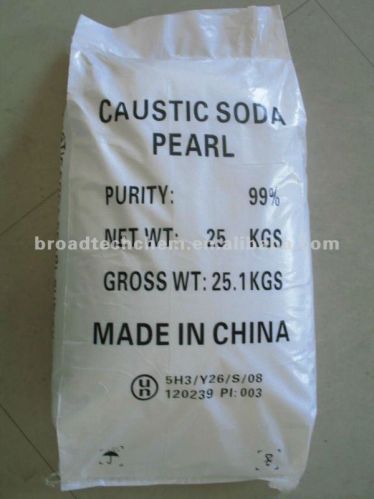 CAUSTIC SODA
PEARL
PURITY: 99%
NET WT: 25 KGS
broadtechchem.en.alibaba.com
GROSS WT: 25.1KGS
MADE IN CHINA
UN 5H3/Y26/S/08
120239 PI: 003